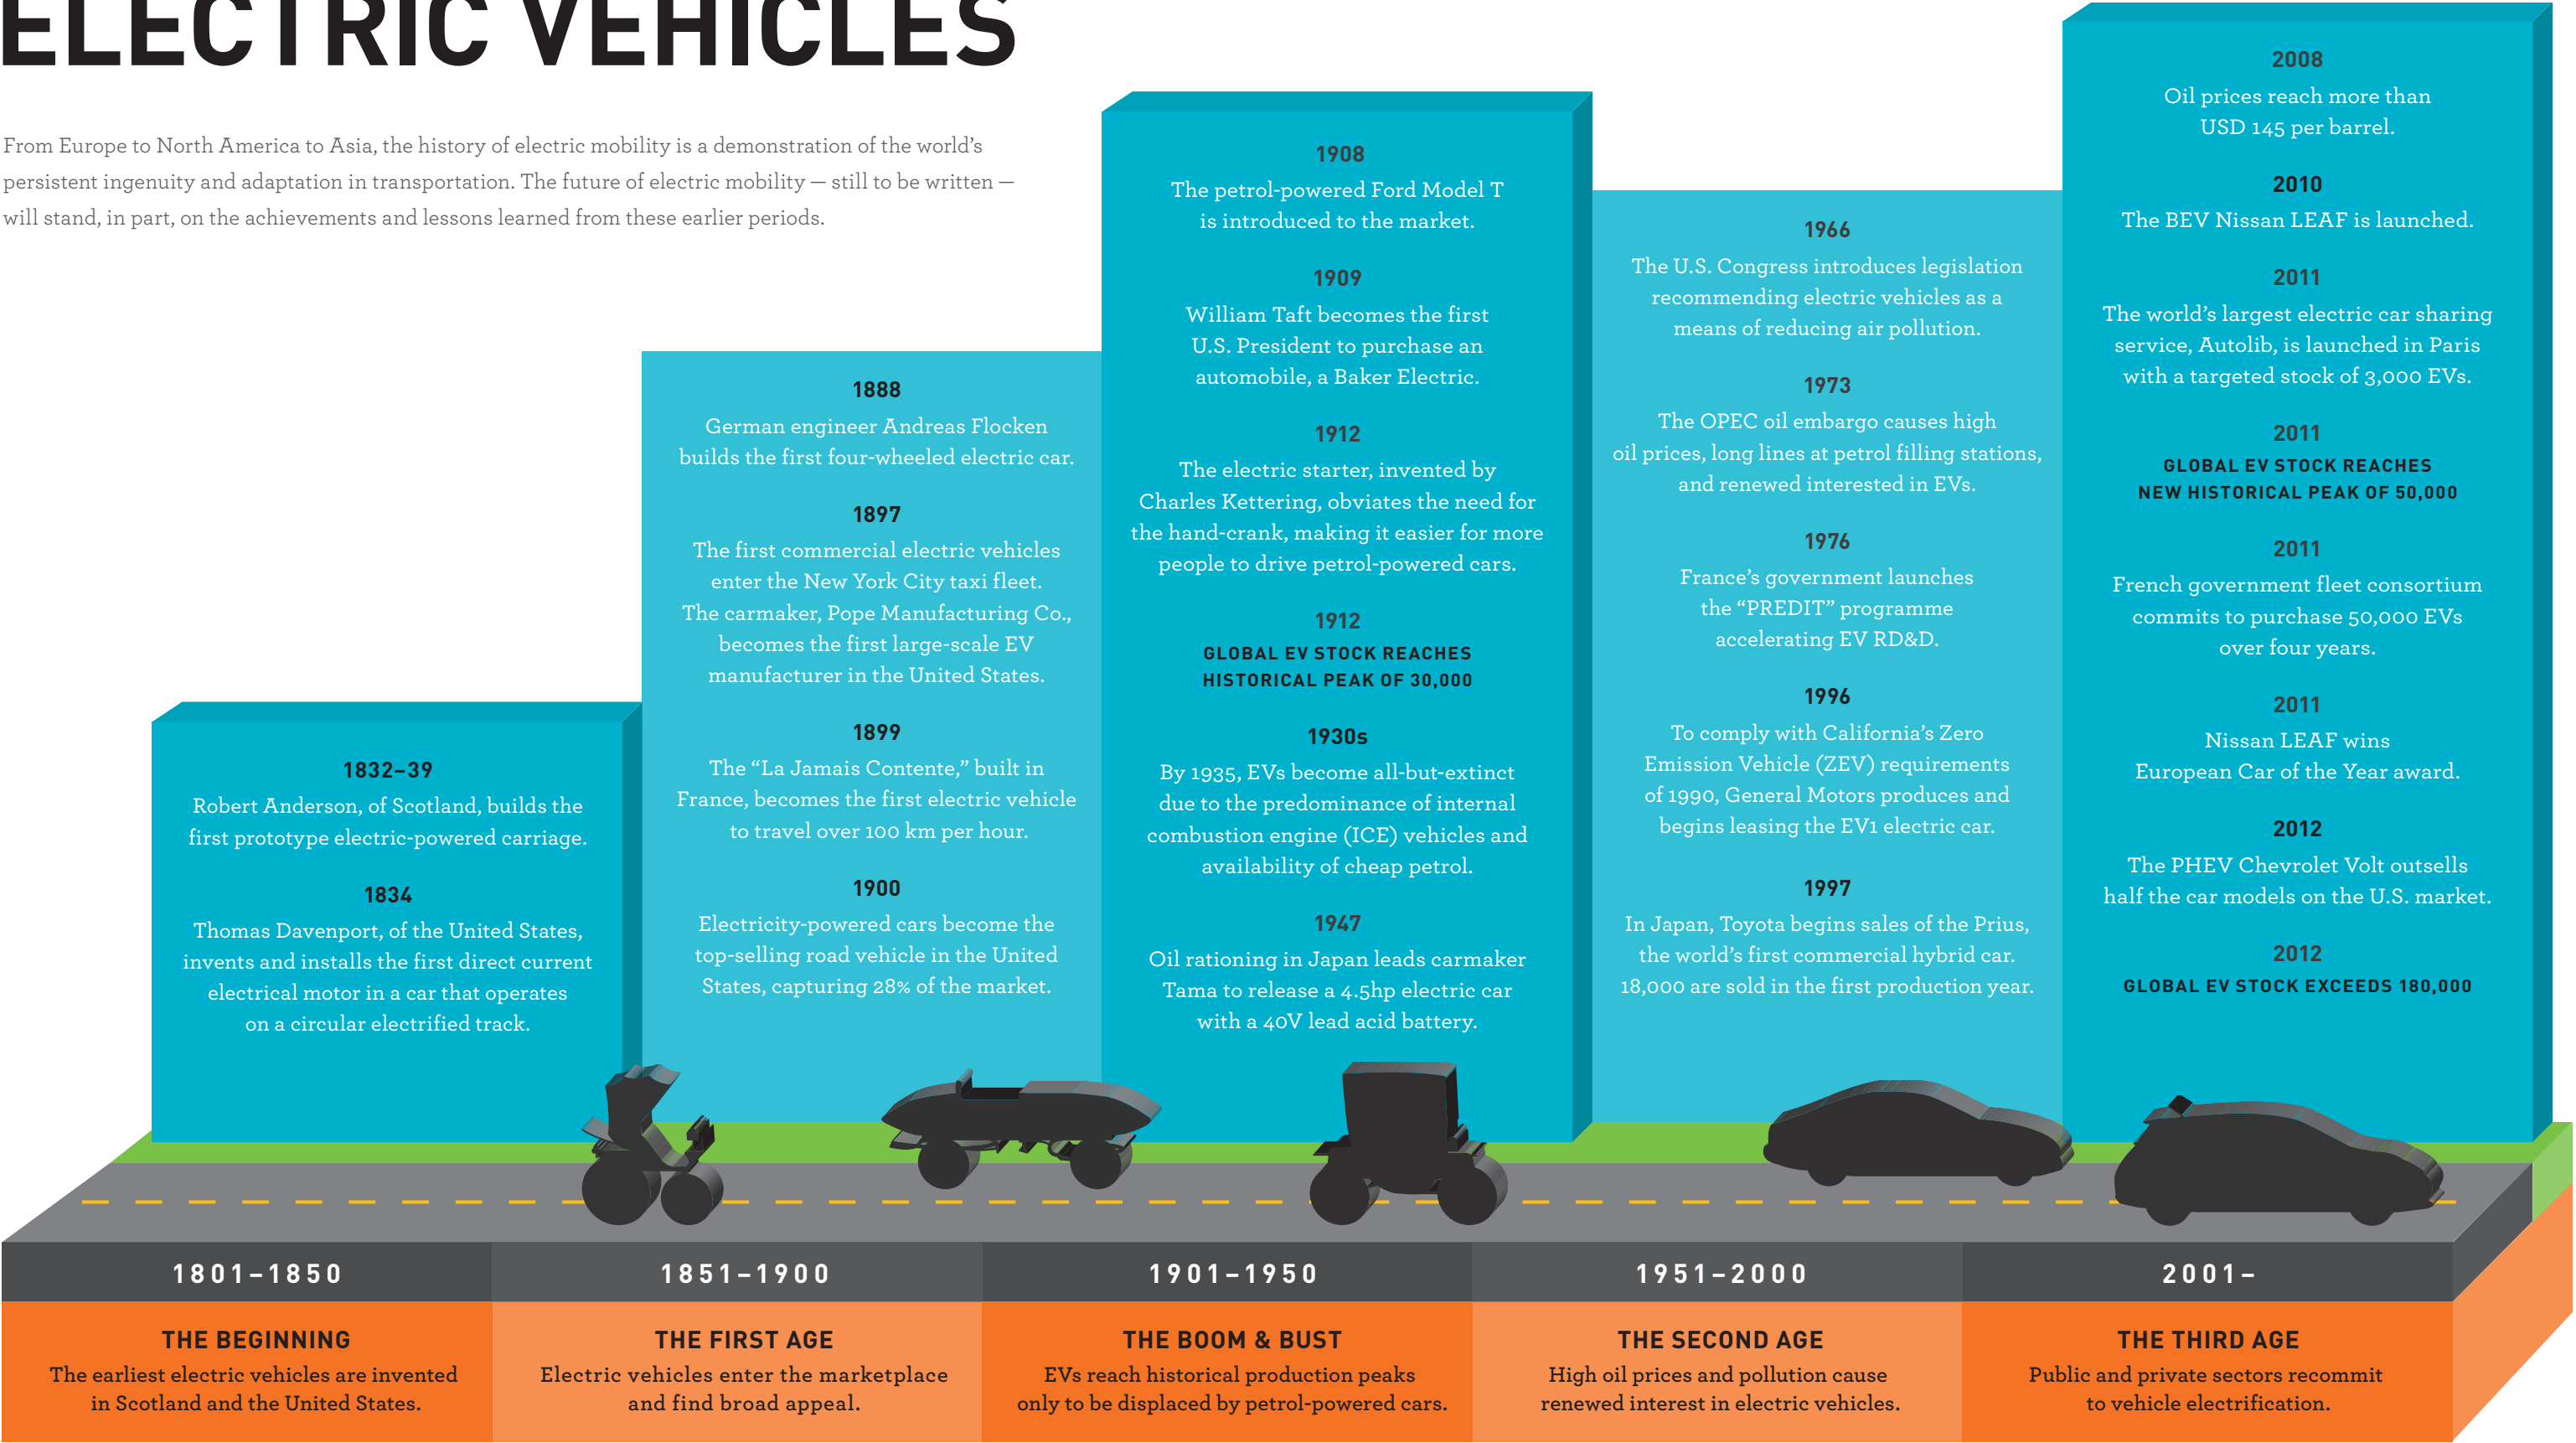 ELECTRIC VEHICLES
From Europe to North America to Asia, the history of electric mobility is a demonstration of the world’s
persistent ingenuity and adaptation in transportation. The future of electric mobility — still to be written —
will stand, in part, on the achievements and lessons learned from these earlier periods.
1832–39
Robert Anderson, of Scotland, builds the
first prototype electric-powered carriage.
1834
Thomas Davenport, of the United States,
invents and installs the first direct current
electrical motor in a car that operates
on a circular electrified track.
1888
German engineer Andreas Flocken
builds the first four-wheeled electric car.
1897
The first commercial electric vehicles
enter the New York City taxi fleet.
The carmaker, Pope Manufacturing Co.,
becomes the first large-scale EV
manufacturer in the United States.
1899
The “La Jamais Contente,” built in
France, becomes the first electric vehicle
to travel over 100 km per hour.
1900
Electricity-powered cars become the
top-selling road vehicle in the United
States, capturing 28% of the market.
1908
The petrol-powered Ford Model T
is introduced to the market.
1909
William Taft becomes the first
U.S. President to purchase an
automobile, a Baker Electric.
1912
The electric starter, invented by
Charles Kettering, obviates the need for
the hand-crank, making it easier for more
people to drive petrol-powered cars.
1912
GLOBAL EV STOCK REACHES
HISTORICAL PEAK OF 30,000
1930s
By 1935, EVs become all-but-extinct
due to the predominance of internal
combustion engine (ICE) vehicles and
availability of cheap petrol.
1947
Oil rationing in Japan leads carmaker
Tama to release a 4.5hp electric car
with a 40V lead acid battery.
1966
The U.S. Congress introduces legislation
recommending electric vehicles as a
means of reducing air pollution.
1973
The OPEC oil embargo causes high
oil prices, long lines at petrol filling stations,
and renewed interested in EVs.
1976
France’s government launches
the “PREDIT” programme
accelerating EV RD&D.
1996
To comply with California’s Zero
Emission Vehicle (ZEV) requirements
of 1990, General Motors produces and
begins leasing the EV1 electric car.
1997
In Japan, Toyota begins sales of the Prius,
the world’s first commercial hybrid car.
18,000 are sold in the first production year.
2008
Oil prices reach more than
USD 145 per barrel.
2010
The BEV Nissan LEAF is launched.
2011
The world’s largest electric car sharing
service, Autolib, is launched in Paris
with a targeted stock of 3,000 EVs.
2011
GLOBAL EV STOCK REACHES
NEW HISTORICAL PEAK OF 50,000
2011
French government fleet consortium
commits to purchase 50,000 EVs
over four years.
2011
Nissan LEAF wins
European Car of the Year award.
2012
The PHEV Chevrolet Volt outsells
half the car models on the U.S. market.
2012
GLOBAL EV STOCK EXCEEDS 180,000
1801–1850
THE BEGINNING
The earliest electric vehicles are invented
in Scotland and the United States.
1851–1900
THE FIRST AGE
Electric vehicles enter the marketplace
and find broad appeal.
1901–1950
THE BOOM & BUST
EVs reach historical production peaks
only to be displaced by petrol-powered cars.
1951–2000
THE SECOND AGE
High oil prices and pollution cause
renewed interest in electric vehicles.
2001–
THE THIRD AGE
Public and private sectors recommit
to vehicle electrification.